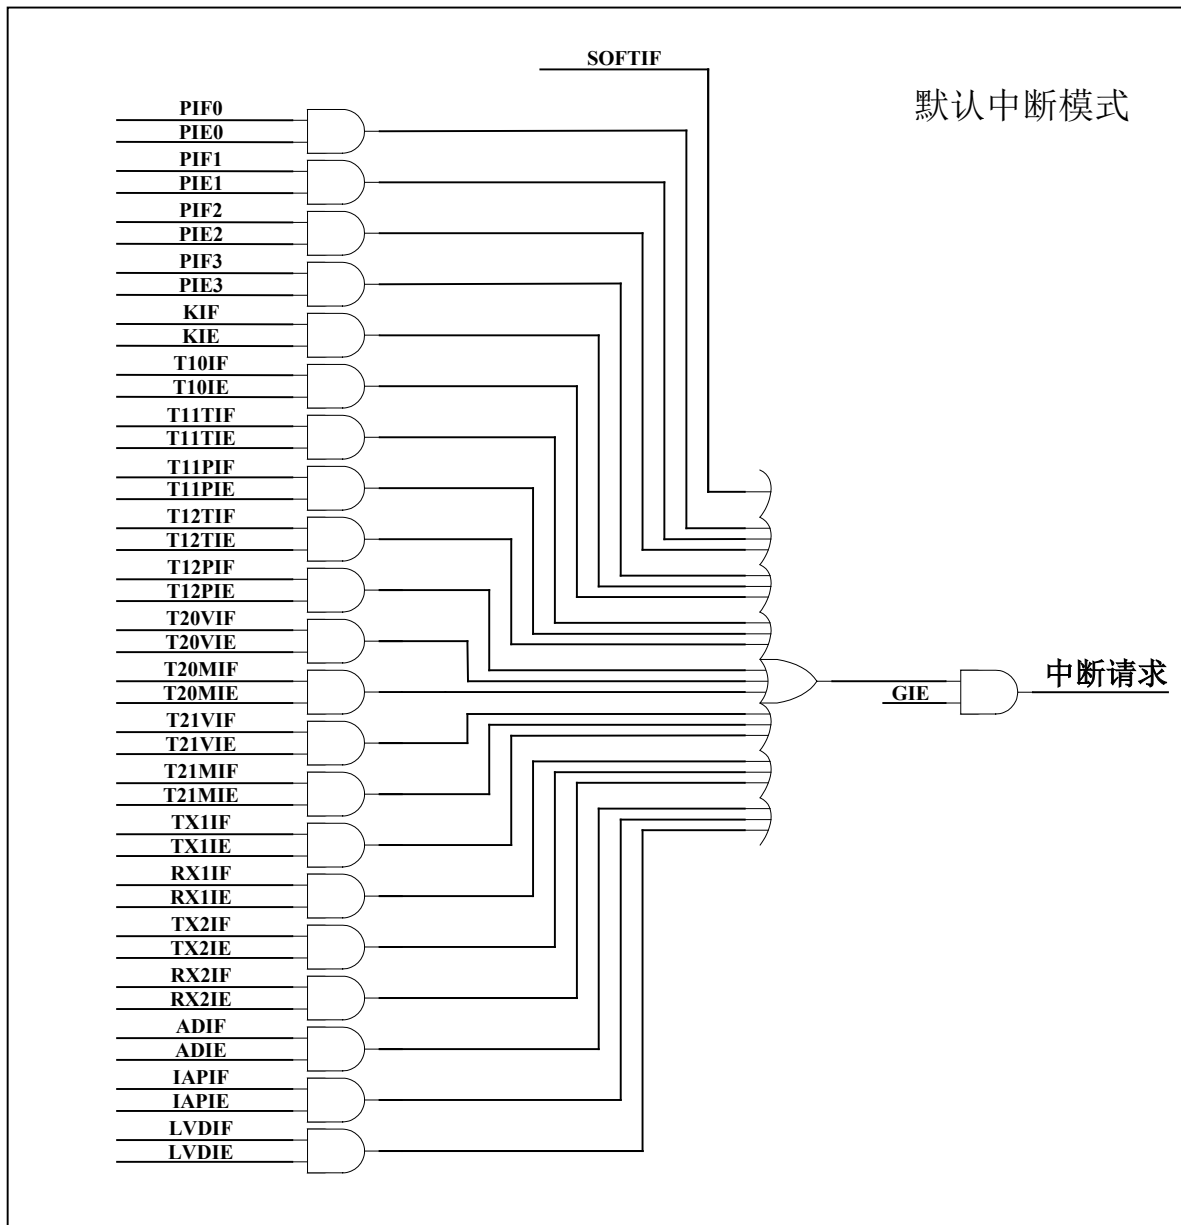 SOFTIF
默认中断模式
PIF0
PIE0
PIF1
PIE1
PIF2
PIE2
PIF3
PIE3
KIF
KIE
T10IF
T10IE
T11TIF
T11TIE
T11PIF
T11PIE
T12TIF
T12TIE
T12PIF
T12PIE
T20VIF
T20VIE
T20MIF
T20MIE
T21VIF
T21VIE
T21MIF
T21MIE
TX1IF
TX1IE
RX1IF
RX1IE
TX2IF
TX2IE
RX2IF
RX2IE
ADIF
ADIE
IAPIF
IAPIE
LVDIF
LVDIE
GIE
中断请求